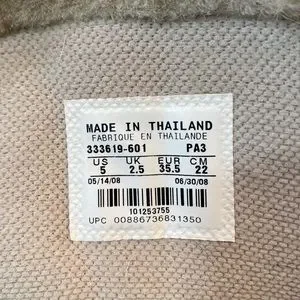 MADE IN THAILAND
FABRIQUE EN THAILANDE
333619-601 PA3
US UK EUR CM
5 2.5 35.5 22
05/14/08 06/30/08
101253755
UPC 00886736831350